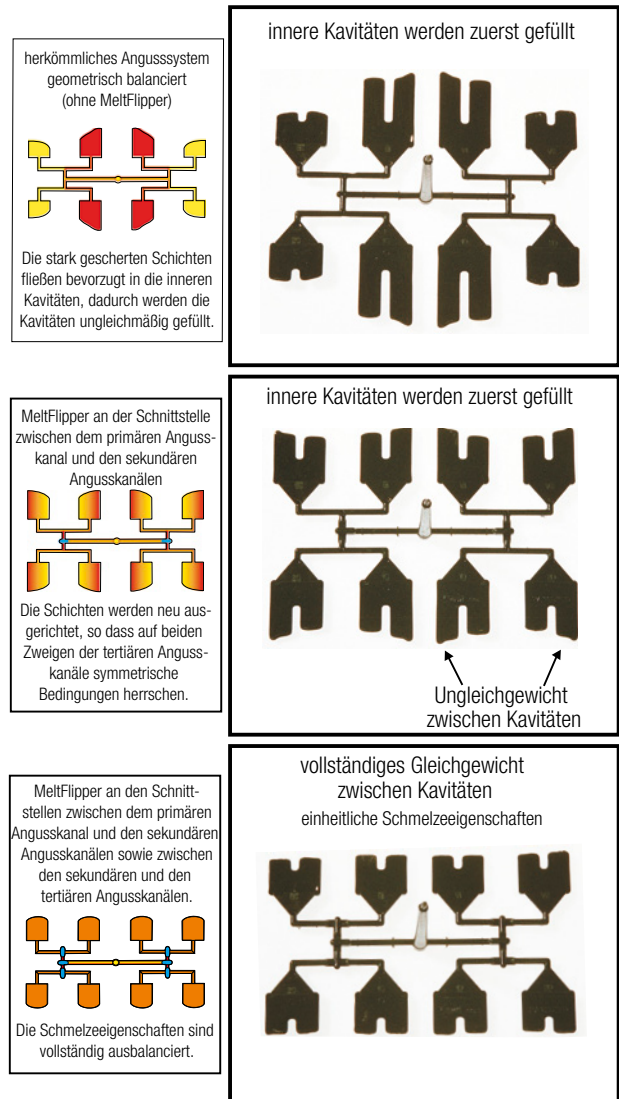 herkömmliches Angusssystem
geometrisch balanciert
(ohne MeltFlipper)
Die stark gescherten Schichten
fließen bevorzugt in die inneren
Kavitäten, dadurch werden die
Kavitäten ungleichmäßig gefüllt.
innere Kavitäten werden zuerst gefüllt
MeltFlipper an der Schnittstelle
zwischen dem primären Anguss-
kanal und den sekundären
Angusskanälen
Die Schichten werden neu aus-
gerichtet, so dass auf beiden
Zweigen der tertiären Anguss-
kanäle symmetrische
Bedingungen herrschen.
innere Kavitäten werden zuerst gefüllt
Ungleichgewicht
zwischen Kavitäten
MeltFlipper an den Schnitt-
stellen zwischen dem primären
Angusskanal und den sekundären
Angusskanälen sowie zwischen
den sekundären und den
tertiären Angusskanälen.
Die Schmelzeeigenschaften sind
vollständig ausbalanciert.
vollständiges Gleichgewicht
zwischen Kavitäten
einheitliche Schmelzeeigenschaften